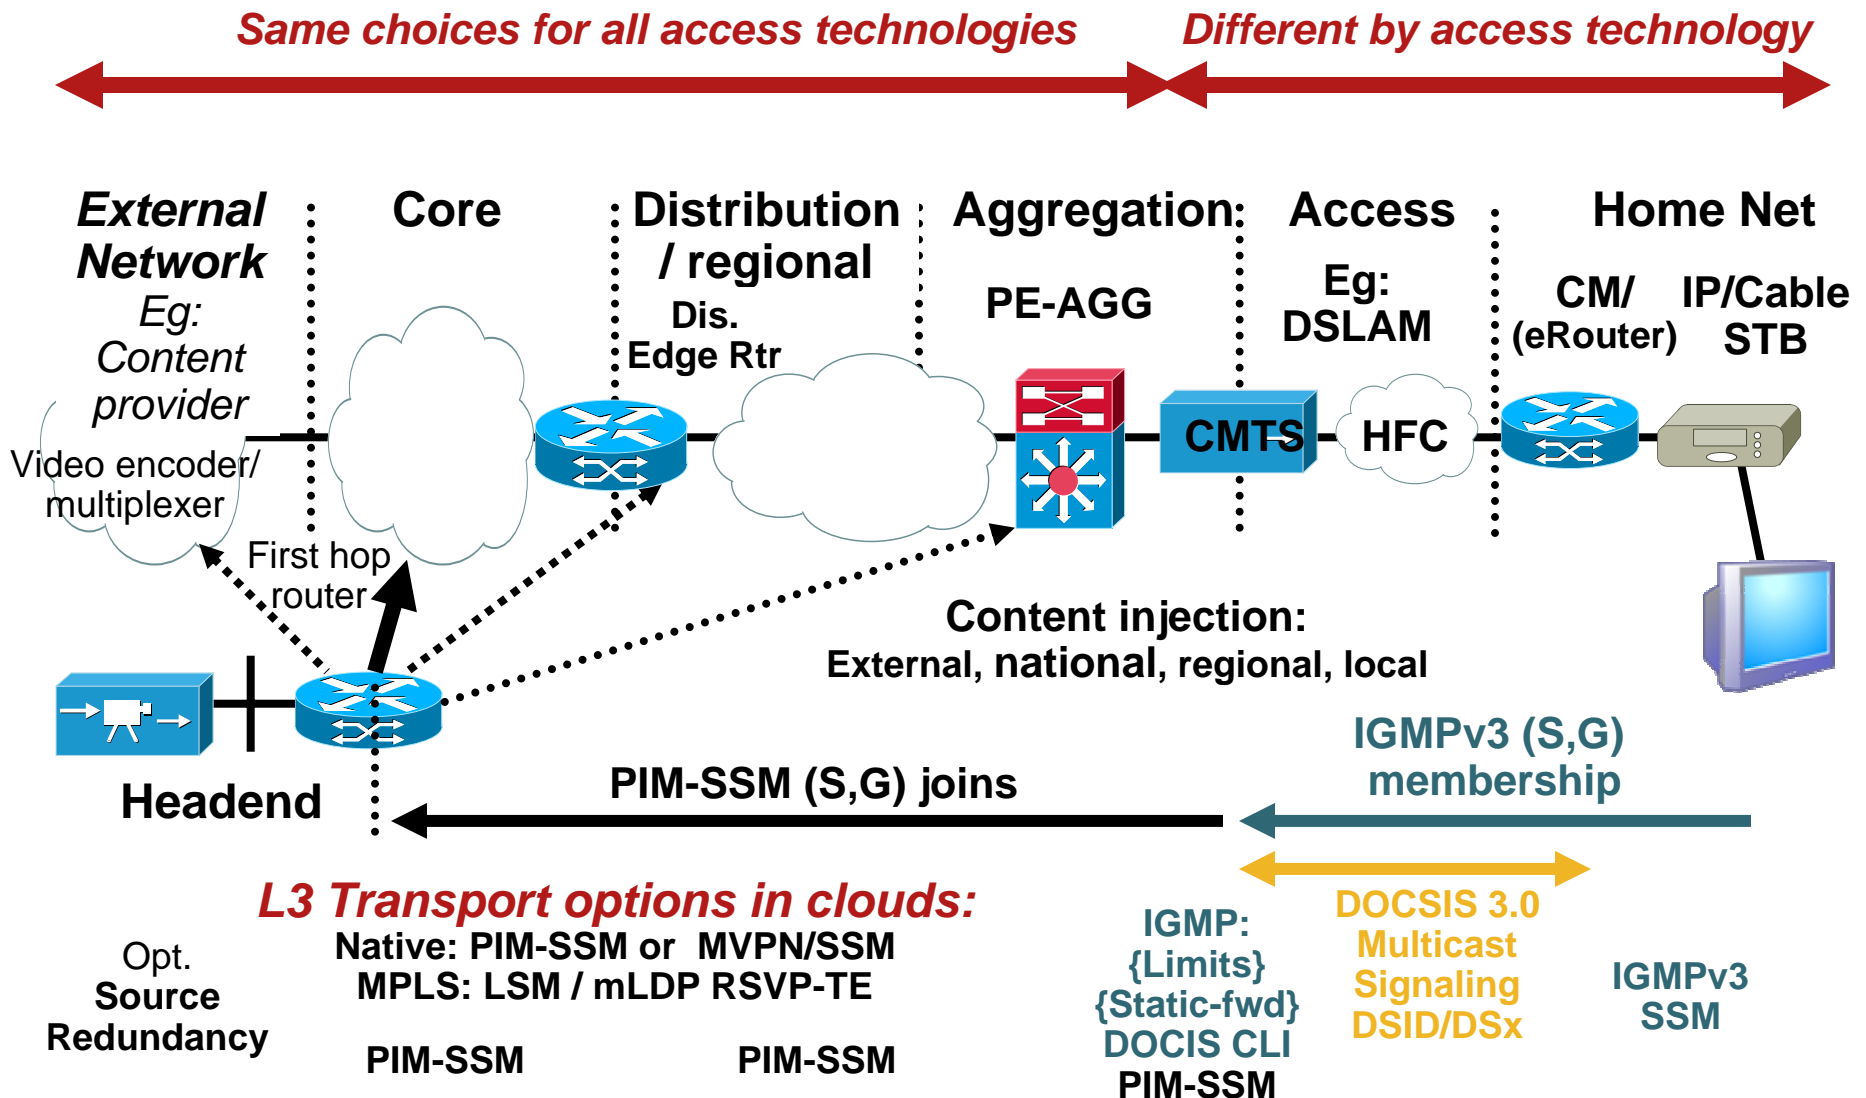 Same choices for all access technologies
Different by access technology
External
Network
Eg:
Content
provider
Video encoder/
multiplexer
Core
Distribution
/ regional
Dis.
Edge Rtr
Aggregation
PE-AGG
Access
Eg:
DSLAM
Home Net
CM/
(eRouter)
IP/Cable
STB
CMTS
HFC
First hop
router
Content injection:
External, national, regional, local
Headend
PIM-SSM (S,G) joins
IGMPv3 (S,G)
membership
L3 Transport options in clouds:
Native: PIM-SSM or MVPN/SSM
MPLS: LSM / mLDP RSVP-TE
Opt.
Source
Redundancy
PIM-SSM
PIM-SSM
IGMP:
{Limits}
{Static-fwd}
DOCIS CLI
PIM-SSM
DOCSIS 3.0
Multicast
Signaling
DSID/DSx
IGMPv3
SSM